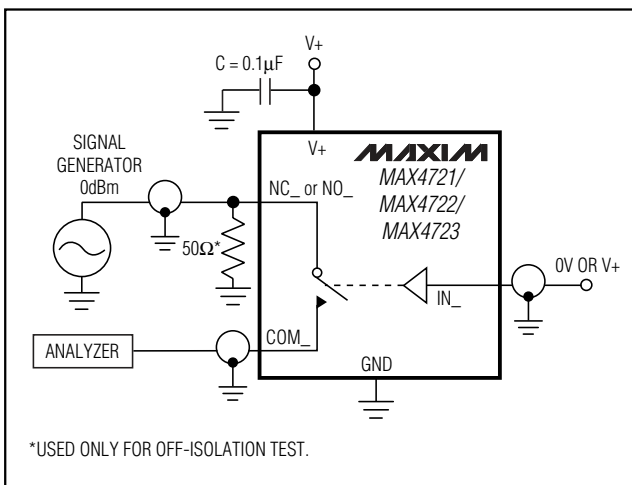 V+
C = 0.1µF
SIGNAL
GENERATOR
0dBm
V+
MAXIM
MAX4721/
MAX4722/
MAX4723
NC_ or NO_
50Ω*
0V OR V+
IN_
COM_
ANALYZER
GND
*USED ONLY FOR OFF-ISOLATION TEST.